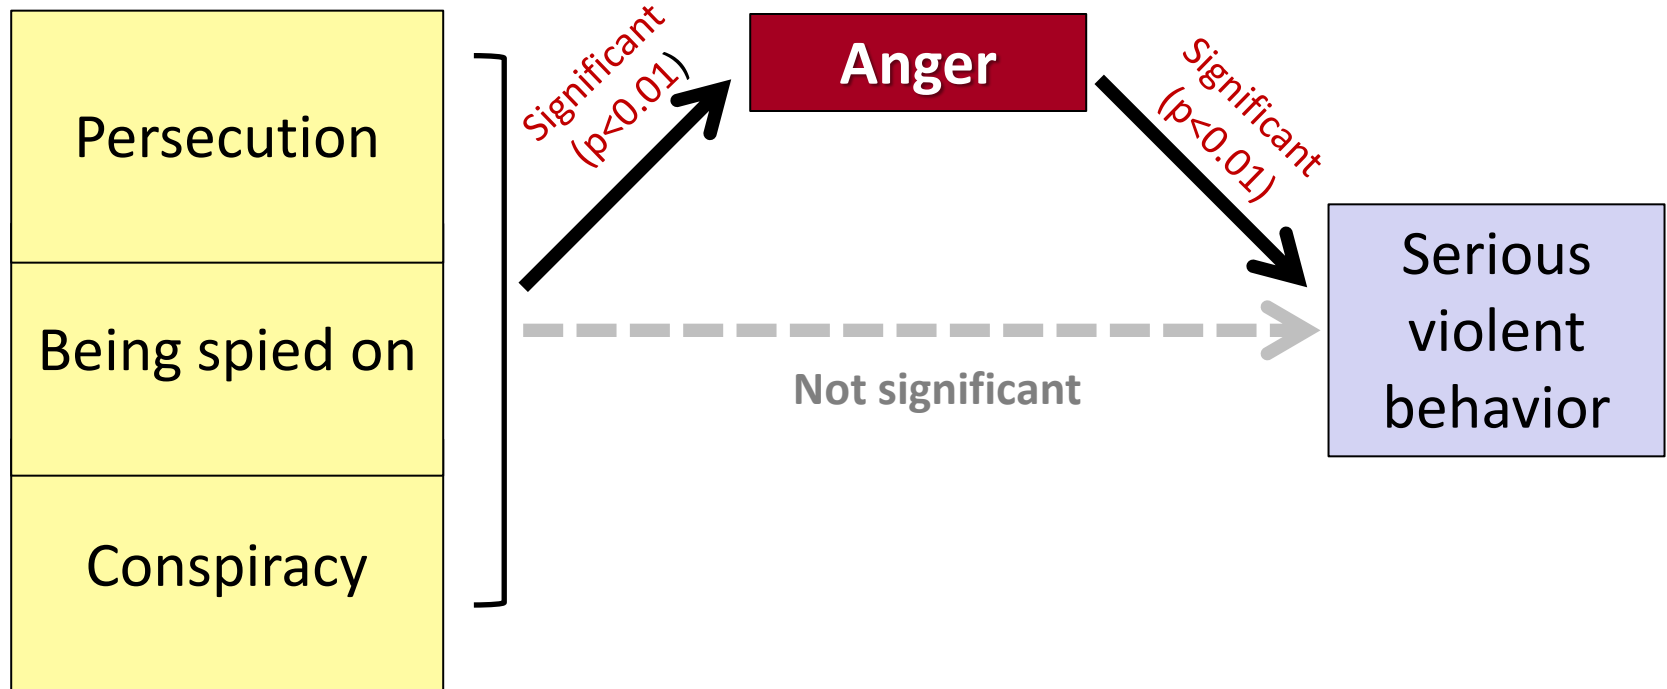 Persecution
Being spied on
Conspiracy
Significant
(p<0.01)
Anger
Significant
(p<0.01)
Not significant
Serious
violent
behavior